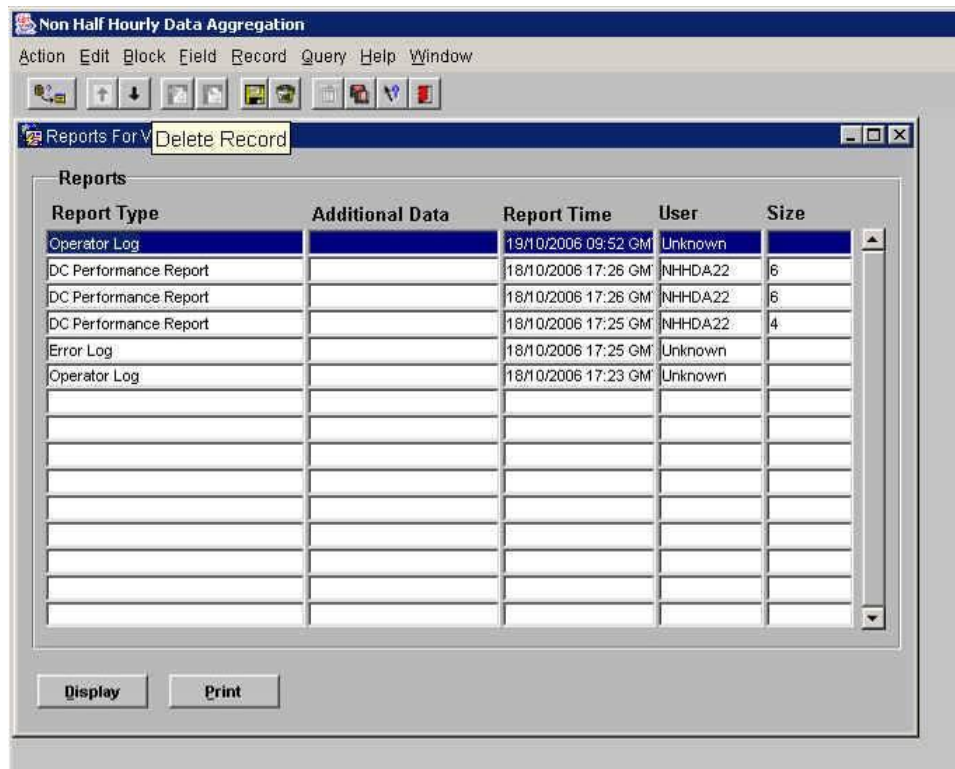 Non Half Hourly Data Aggregation
Action Edit Block Field Record Query Help Window
Reports For V
Delete Record
Reports
Report Type Additional Data Report Time User Size
Operator Log 19/10/2006 09:52 GM Unknown
DC Performance Report 18/10/2006 17:26 GM NHHDA22 6
DC Performance Report 18/10/2006 17:26 GM NHHDA22 6
DC Performance Report 18/10/2006 17:25 GM NHHDA22 4
Error Log 18/10/2006 17:25 GM Unknown
Operator Log 18/10/2006 17:23 GM Unknown
Display Print